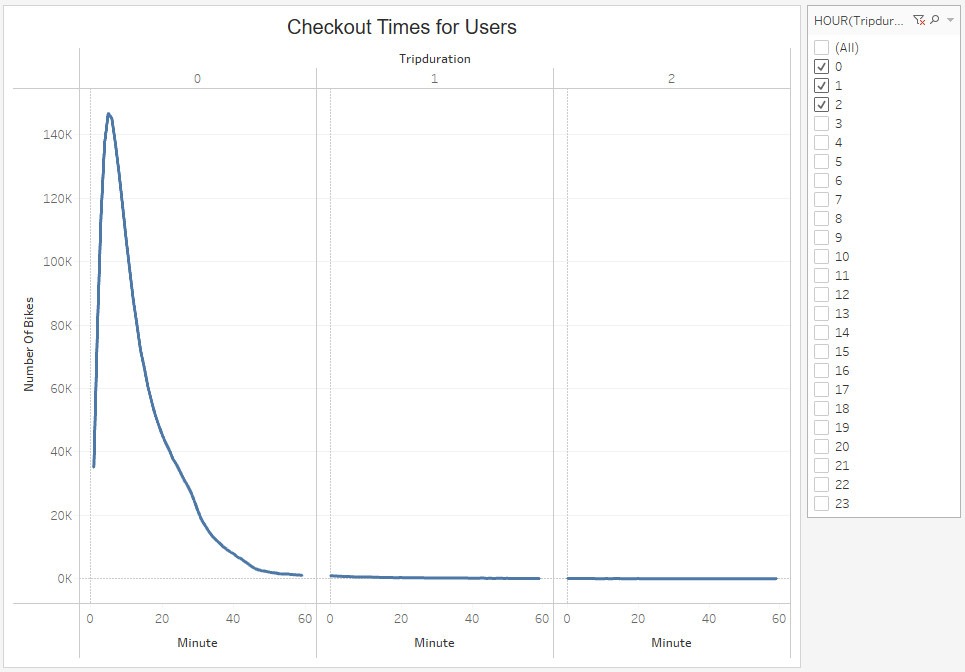 Checkout Times for Users
Tripduration
0 1 2
140K
120K
100K
80K
60K
40K
20K
0K
Number Of Bikes
0 20 40 60 0 20 40 60 0 20 40 60
Minute Minute Minute
HOUR(Tripdur...
(All)
0
1
2
3
4
5
6
7
8
9
10
11
12
13
14
15
16
17
18
19
20
21
22
23